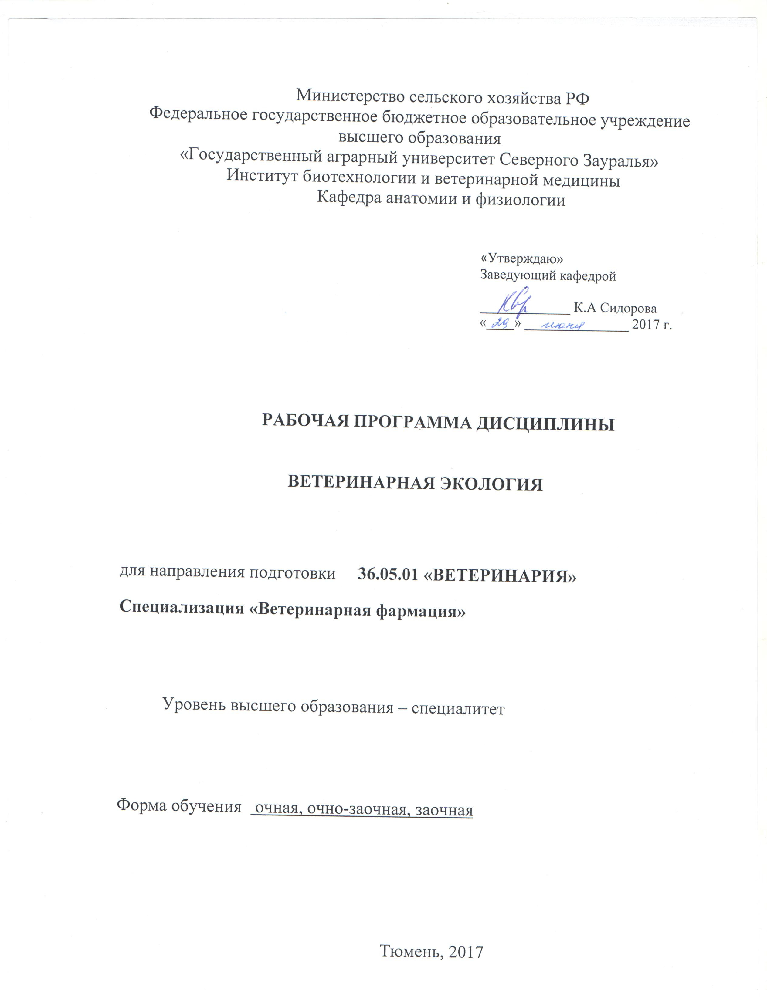 Министерство сельского хозяйства РФ
Федеральное государственное бюджетное образовательное учреждение
высшего образования
«Государственный аграрный университет Северного Зауралья»
Институт биотехнологии и ветеринарной медицины
Кафедра анатомии и физиологии
«Утверждаю»
Заведующий кафедрой
К.А Сидорова
«29» июня 2017 г.
РАБОЧАЯ ПРОГРАММА ДИСЦИПЛИНЫ
ВЕТЕРИНАРНАЯ ЭКОЛОГИЯ
для направления подготовки 36.05.01 «ВЕТЕРИНАРИЯ»
Специализация «Ветеринарная фармация»
Уровень высшего образования – специалитет
Форма обучения очная, очно-заочная, заочная
Тюмень, 2017